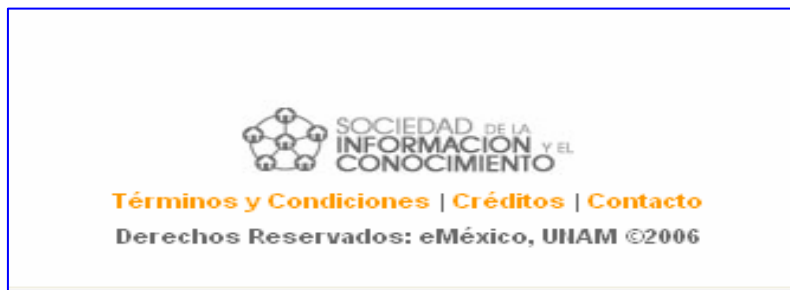 SOCIEDAD DE LA
INFORMACION Y EL
CONOCIMIENTO
Términos y Condiciones | Créditos | Contacto
Derechos Reservados: eMéxico, UNAM ©2006